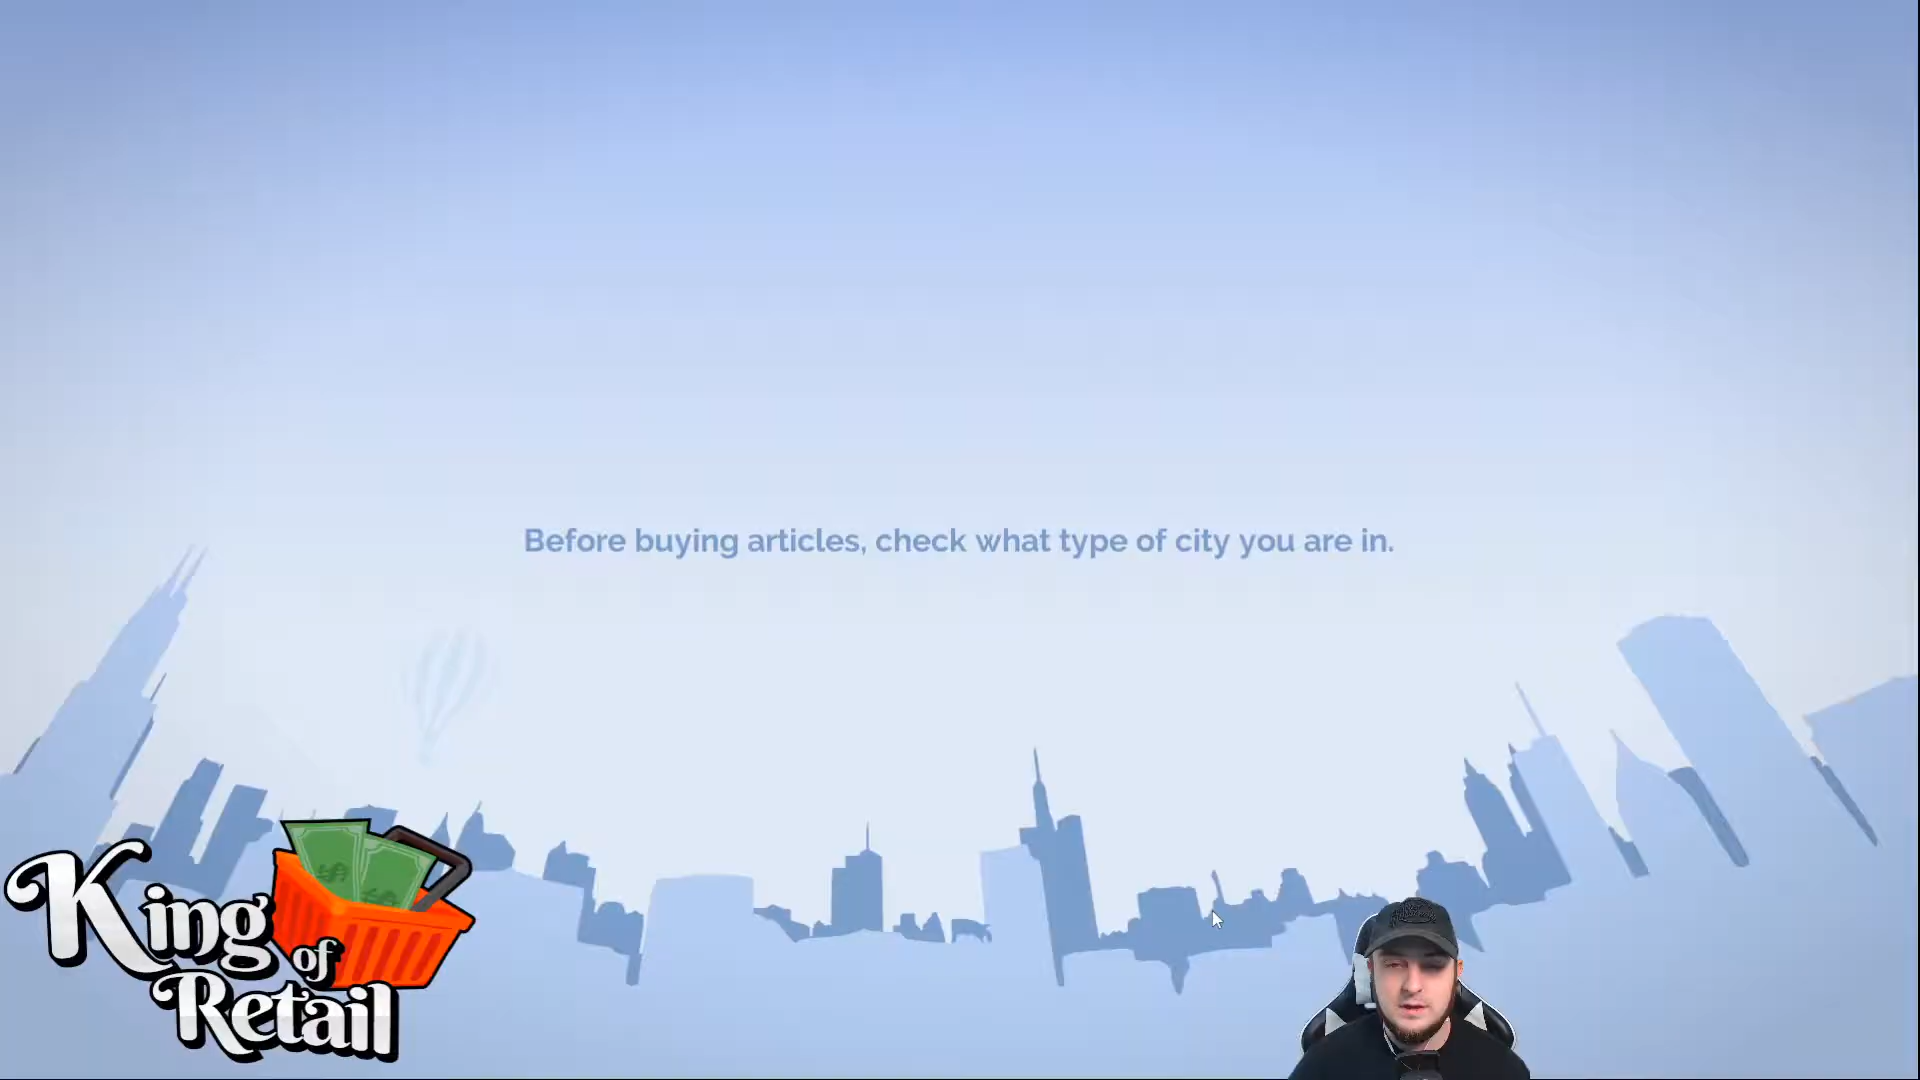 Before buying articles, check what type of city you are in.
King
of
Retail